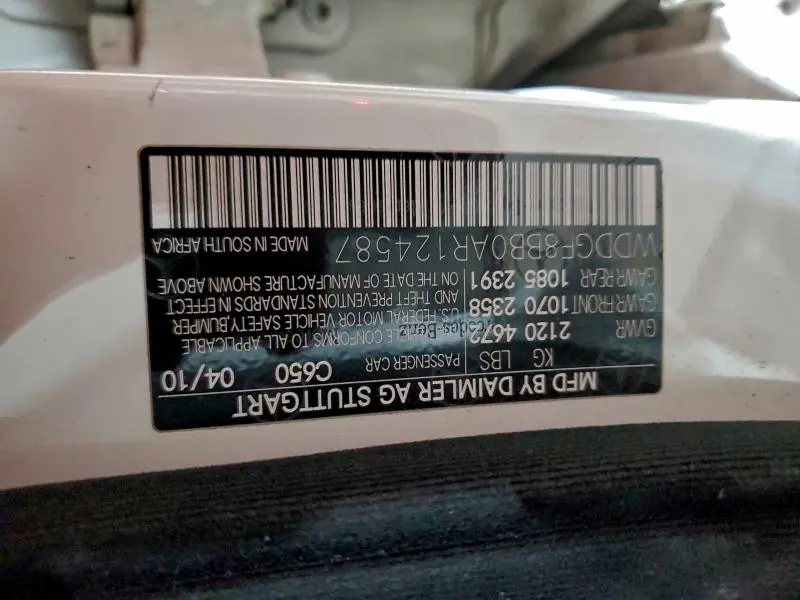 MFD BY DAIMLER AG STUTTGART
KG LBS PASSENGER CAR C650 04/10
GVWR 2120 4672 VEHICLE CONFORMS TO ALL APPLICABLE
GAWR FRONT 1070 2358 U.S. FEDERAL MOTOR VEHICLE SAFETY BUMPER
GAWR REAR 1085 2391 AND THEFT PREVENTION STANDARDS IN EFFECT
ON THE DATE OF MANUFACTURE SHOWN ABOVE
WDDGF8BB0AR124587 MADE IN SOUTH AFRICA